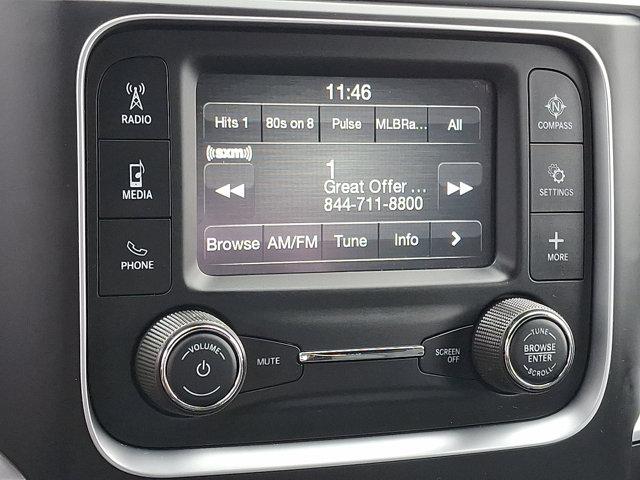 11:46
Hits 1 80s on 8 Pulse MLBRa... All
((sxm))
1
Great Offer ...
844-711-8800
Browse AM/FM Tune Info >
RADIO
MEDIA
PHONE
N
COMPASS
SETTINGS
+
MORE
VOLUME
MUTE
SCREEN
OFF
TUNE
BROWSE
ENTER
SCROLL